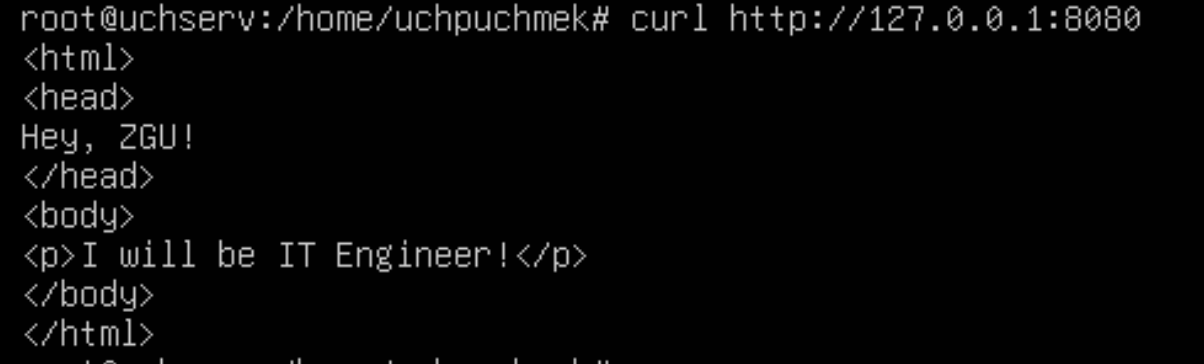 root@uchserv:/home/uchpuchmek# curl http://127.0.0.1:8080
<html>
<head>
Hey, ZGU!
</head>
<body>
<p>I will be IT Engineer!</p>
</body>
</html>